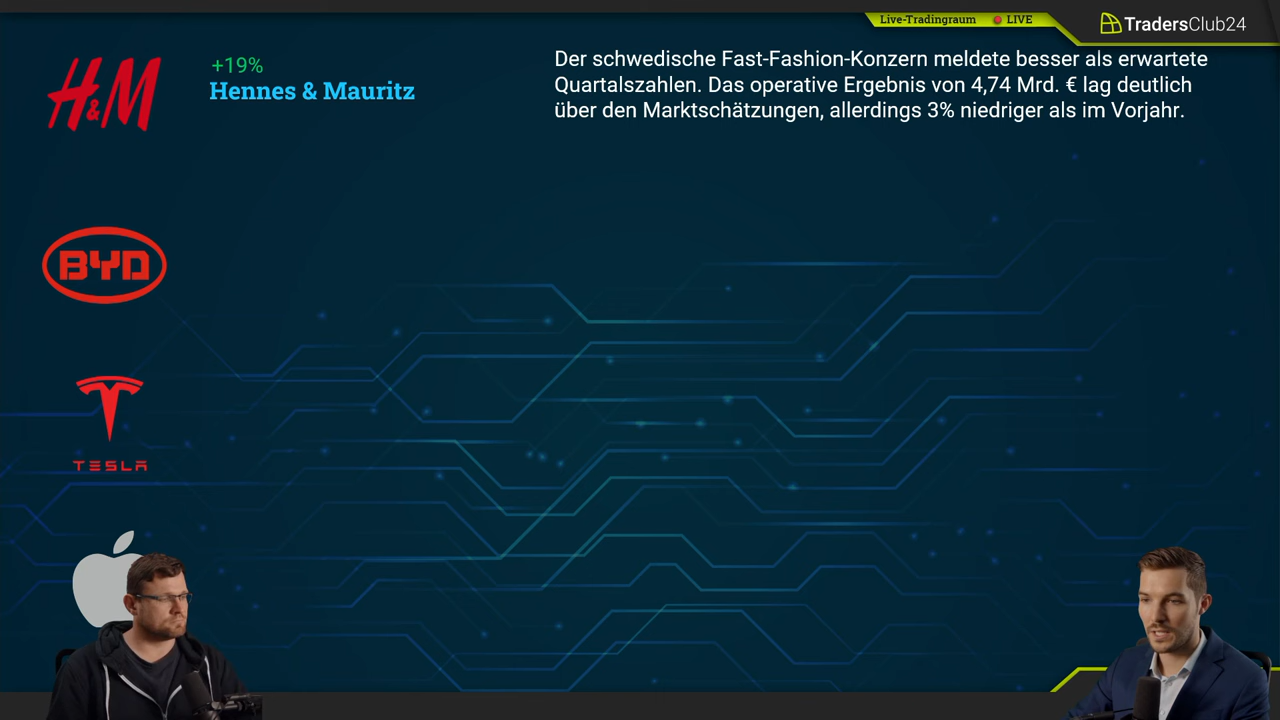 Live-Tradingraum
LIVE
TradersClub24
H&M
+19%
Hennes & Mauritz
Der schwedische Fast-Fashion-Konzern meldete besser als erwartete
Quartalszahlen. Das operative Ergebnis von 4,74 Mrd. € lag deutlich
über den Marktschätzungen, allerdings 3% niedriger als im Vorjahr.
BYD
TESLA